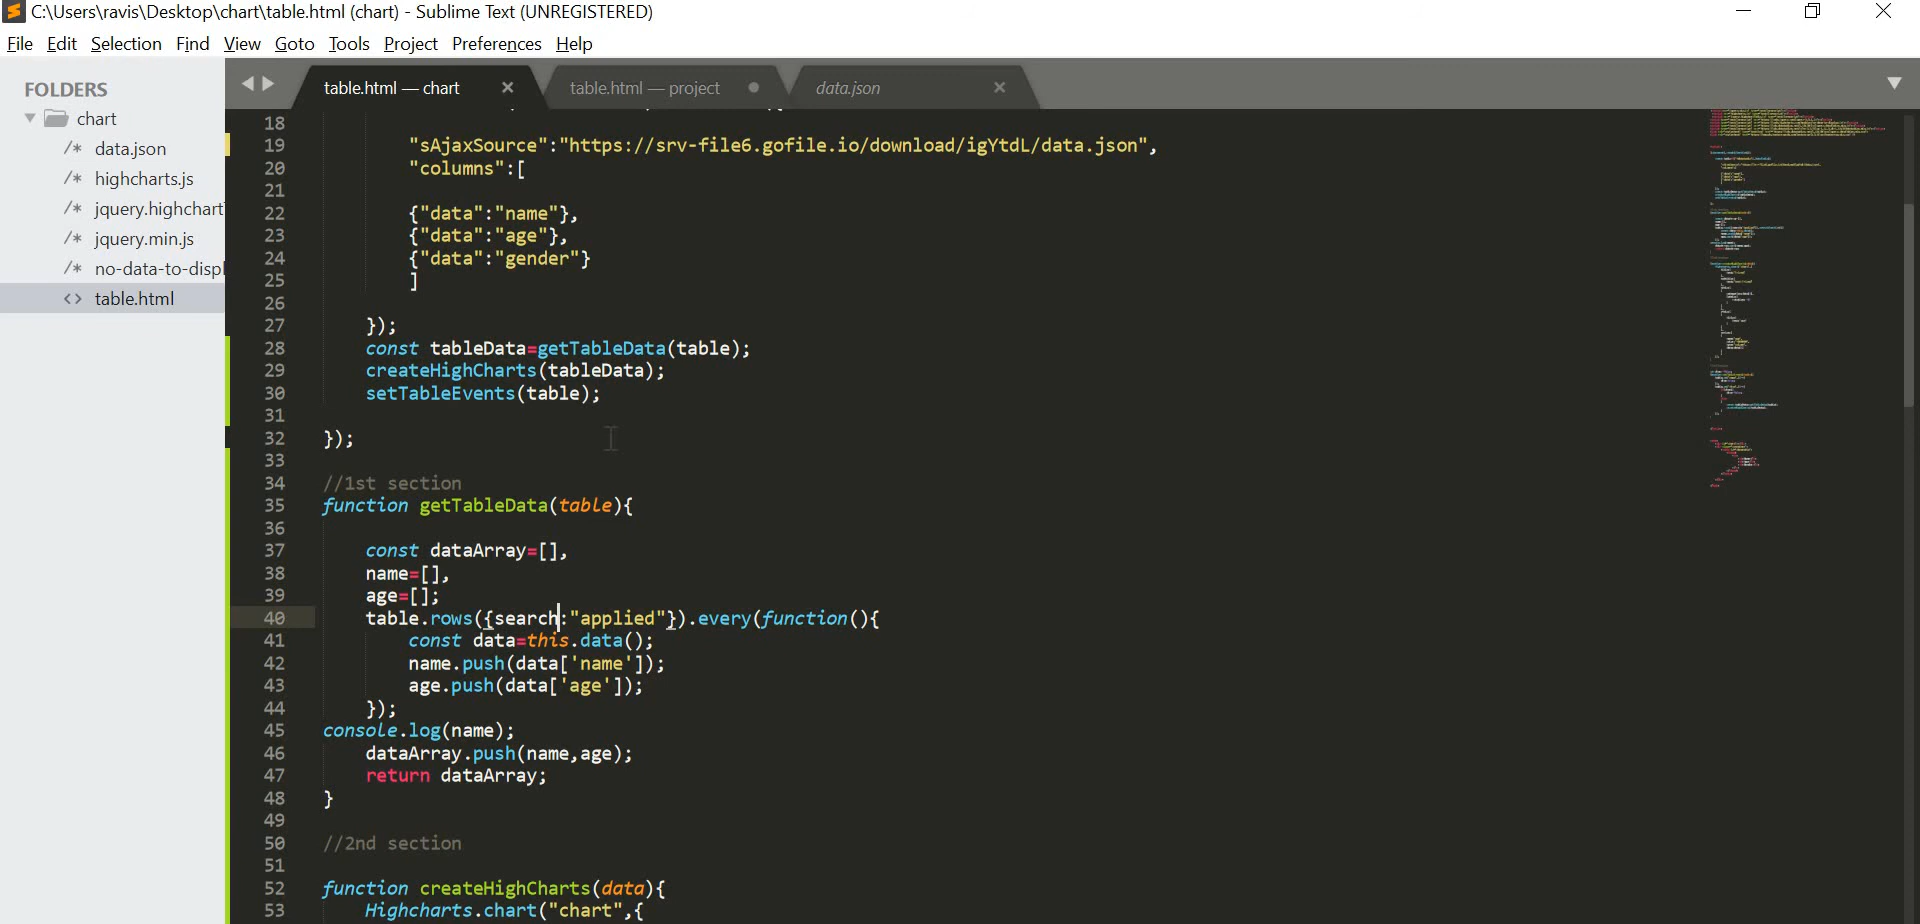 C:\Users\ravis\Desktop\chart\table.html (chart) - Sublime Text (UNREGISTERED)
File Edit Selection Find View Goto Tools Project Preferences Help
FOLDERS
chart
/* data.json
/* highcharts.js
/* jquery.highchart
/* jquery.min.js
/* no-data-to-displ
<> table.html
table.html — chart
table.html — project
data.json
18
19 "sAjaxSource":"https://srv-file6.gofile.io/download/igYtdL/data.json",
20 "columns":[
21
22 {"data":"name"},
23 {"data":"age"},
24 {"data":"gender"}
25 ]
26
27 });
28 const tableData=getTableData(table);
29 createHighCharts(tableData);
30 setTableEvents(table);
31
32 });
33
34 //1st section
35 function getTableData(table){
36
37 const dataArray=[],
38 name=[],
39 age=[];
40 table.rows({search:"applied"}).every(function(){
41 const data=this.data();
42 name.push(data['name']);
43 age.push(data['age']);
44 });
45 console.log(name);
46 dataArray.push(name,age);
47 return dataArray;
48 }
49
50 //2nd section
51
52 function createHighCharts(data){
53 Highcharts.chart("chart",{